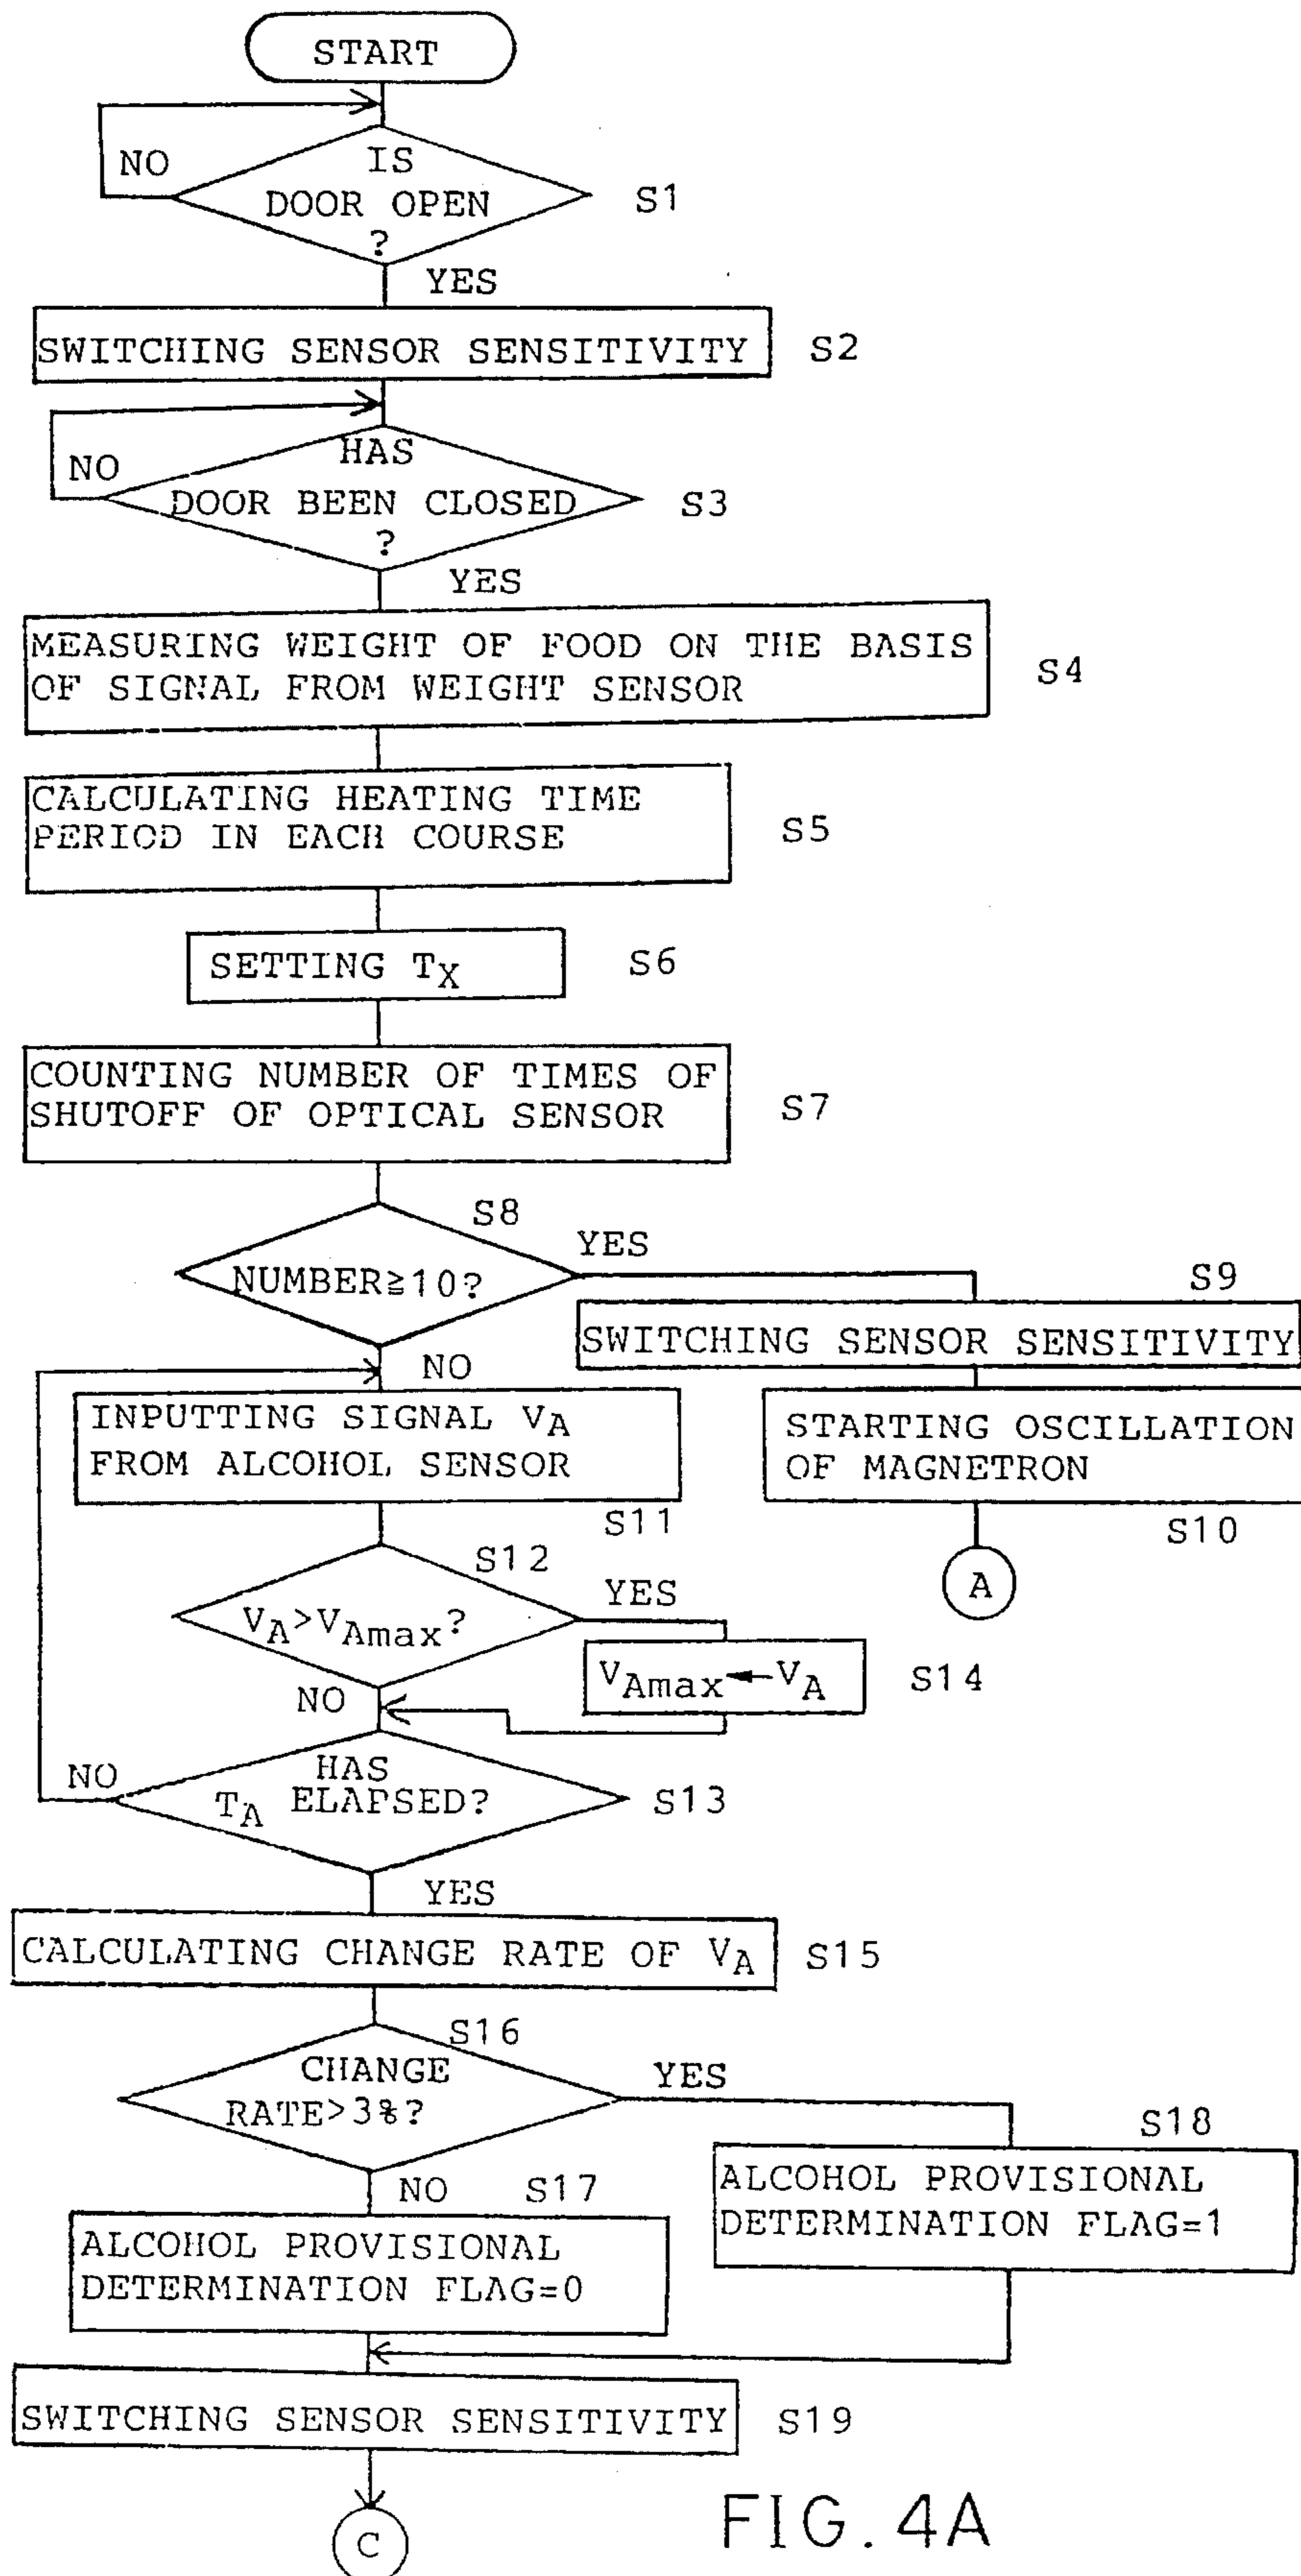 START
IS
DOOR OPEN
?
NO
S1
YES
SWITCHING SENSOR SENSITIVITY
S2
HAS
DOOR BEEN CLOSED
?
NO
S3
YES
MEASURING WEIGHT OF FOOD ON THE BASIS
OF SIGNAL FROM WEIGHT SENSOR
S4
CALCULATING HEATING TIME
PERIOD IN EACH COURSE
S5
SETTING TX
S6
COUNTING NUMBER OF TIMES OF
SHUTOFF OF OPTICAL SENSOR
S7
S8
NUMBER≧10?
YES
S9
SWITCHING SENSOR SENSITIVITY
STARTING OSCILLATION
OF MAGNETRON
S10
A
NO
INPUTTING SIGNAL VA
FROM ALCOHOL SENSOR
S11
S12
VA>VAmax?
YES
VAmax←VA
S14
NO
HAS
TA ELAPSED?
NO
S13
YES
CALCULATING CHANGE RATE OF VA
S15
S16
CHANGE
RATE>3%?
YES
S18
ALCOHOL PROVISIONAL
DETERMINATION FLAG=1
NO
S17
ALCOHOL PROVISIONAL
DETERMINATION FLAG=0
SWITCHING SENSOR SENSITIVITY
S19
C
FIG. 4A